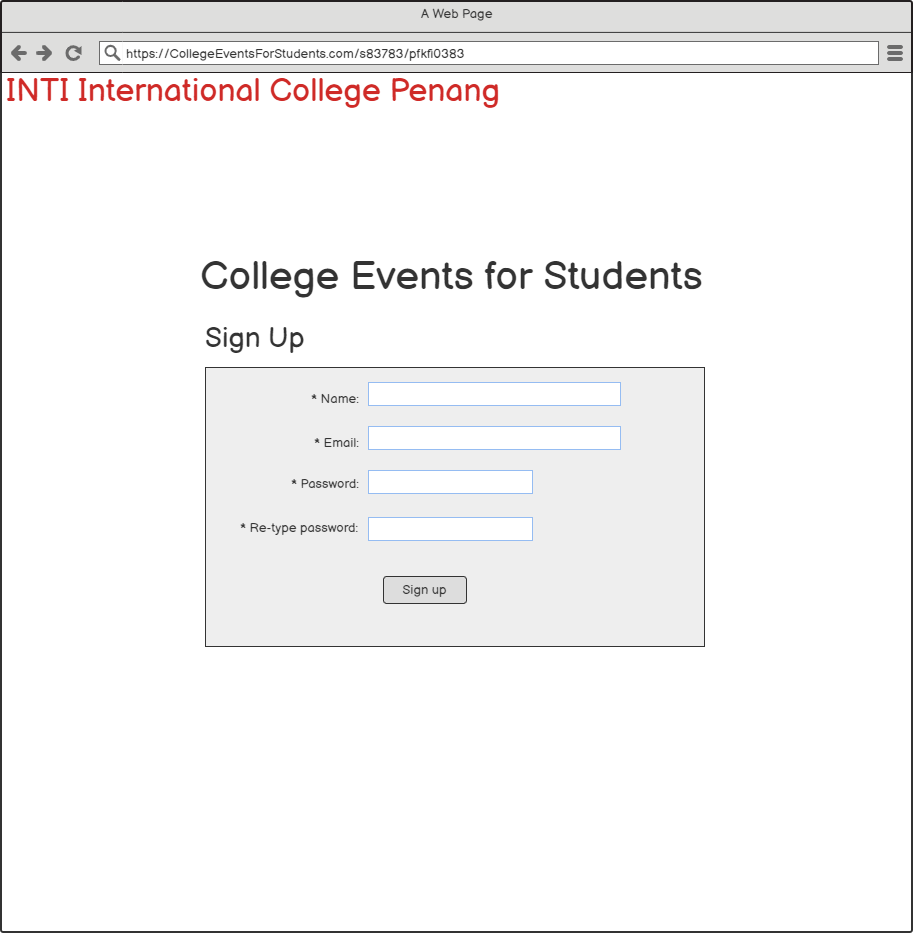 A Web Page
https://CollegeEventsForStudents.com/s83783/pfkfi0383
INTI International College Penang
College Events for Students
Sign Up
* Name:
* Email:
* Password:
* Re-type password:
Sign up